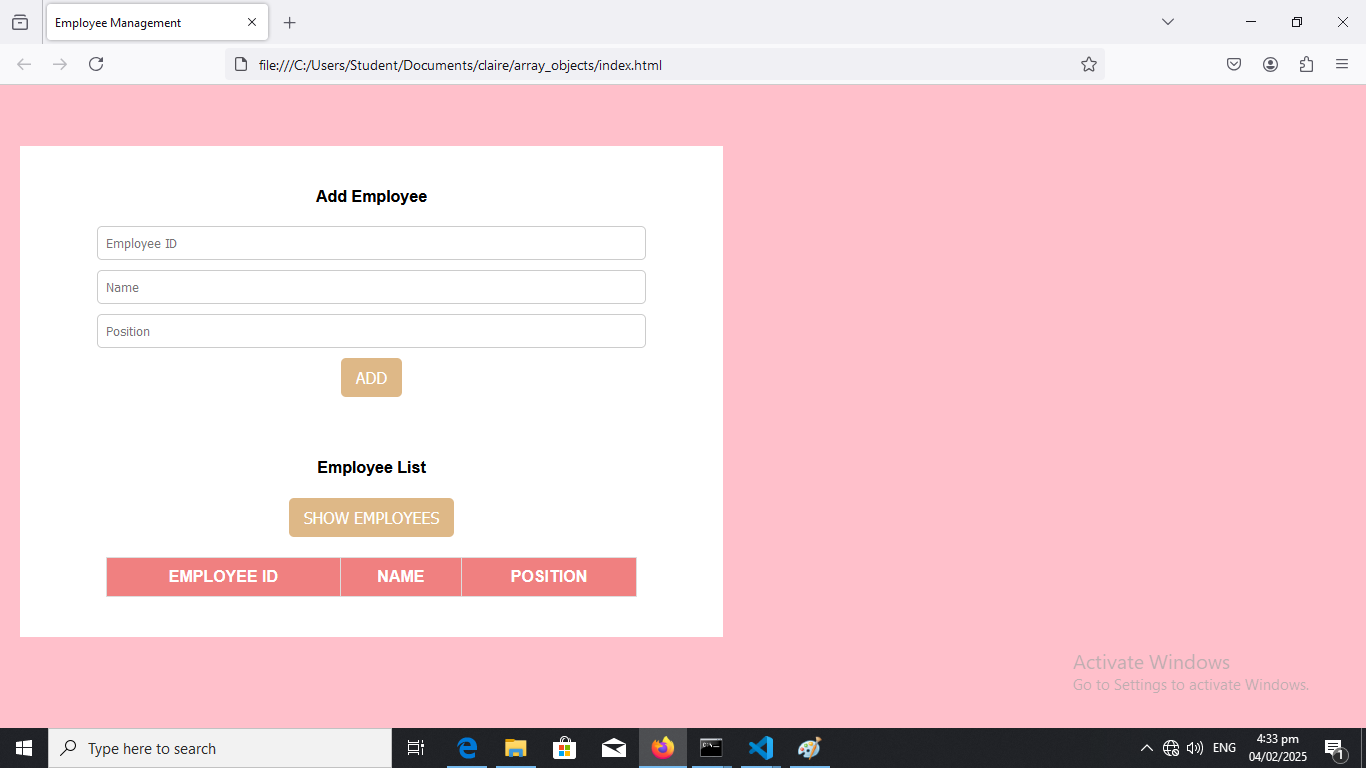 Employee Management
file:///C:/Users/Student/Documents/claire/array_objects/index.html
Add Employee
Employee ID
Name
Position
ADD
Employee List
SHOW EMPLOYEES
EMPLOYEE ID NAME POSITION
Activate Windows
Go to Settings to activate Windows.
Type here to search
ENG
4:33 pm
04/02/2025
1